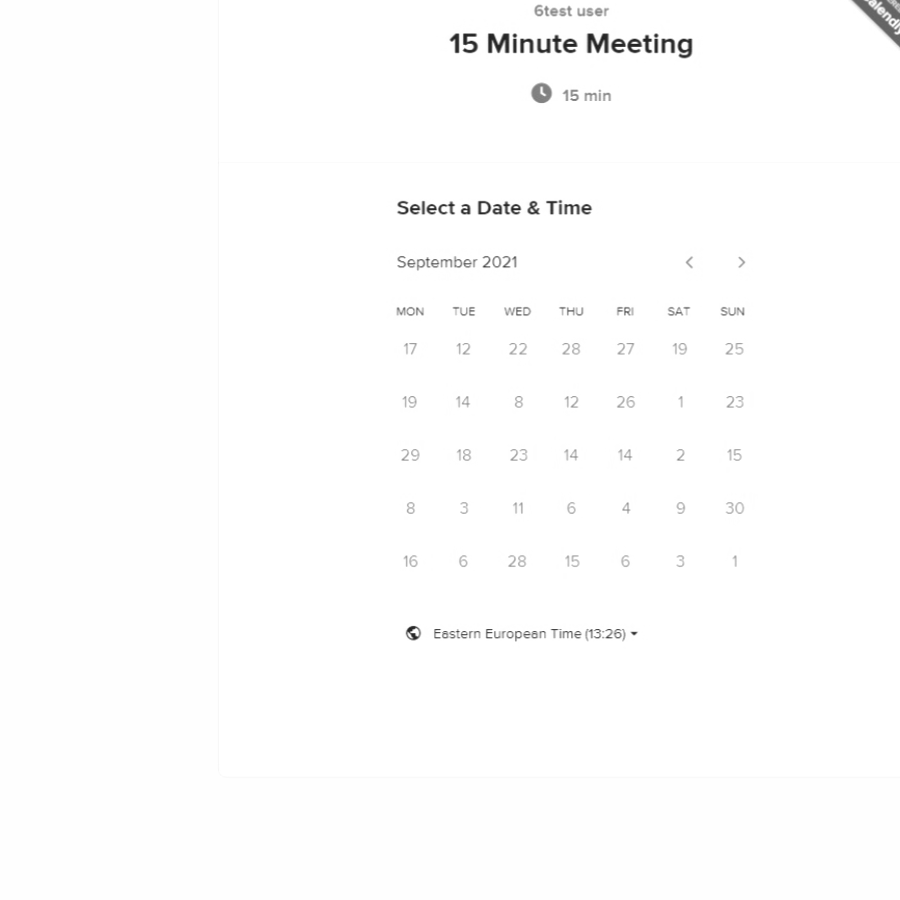 6test user
15 Minute Meeting
15 min
Select a Date & Time
September 2021
MON TUE WED THU FRI SAT SUN
17 12 22 28 27 19 25
19 14 8 12 26 1 23
29 18 23 14 14 2 15
8 3 11 6 4 9 30
16 6 28 15 6 3 1
Eastern European Time (13:26)